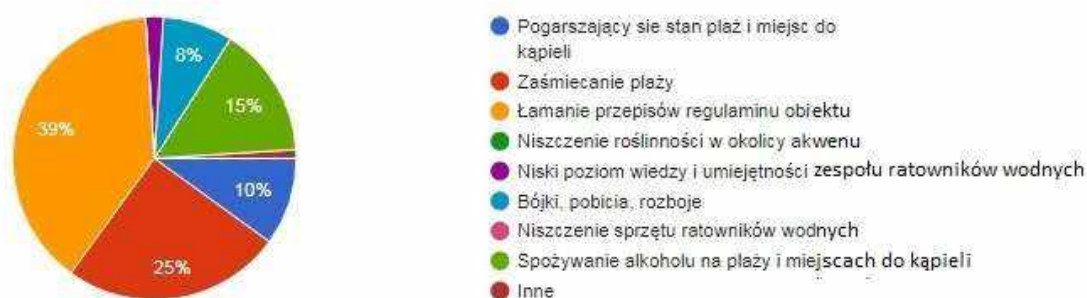 8%
15%
39%
10%
25%
Pogarszający sie stan plaż i miejsc do
kąpieli
Zaśmiecanie plaży
Łamanie przepisów regulaminu obiektu
Niszczenie roślinności w okolicy akwenu
Niski poziom wiedzy i umiejętności zespołu ratowników wodnych
Bójki, pobicia, rozboje
Niszczenie sprzętu ratowników wodnych
Spożywanie alkoholu na plaży i miejscach do kąpieli
Inne